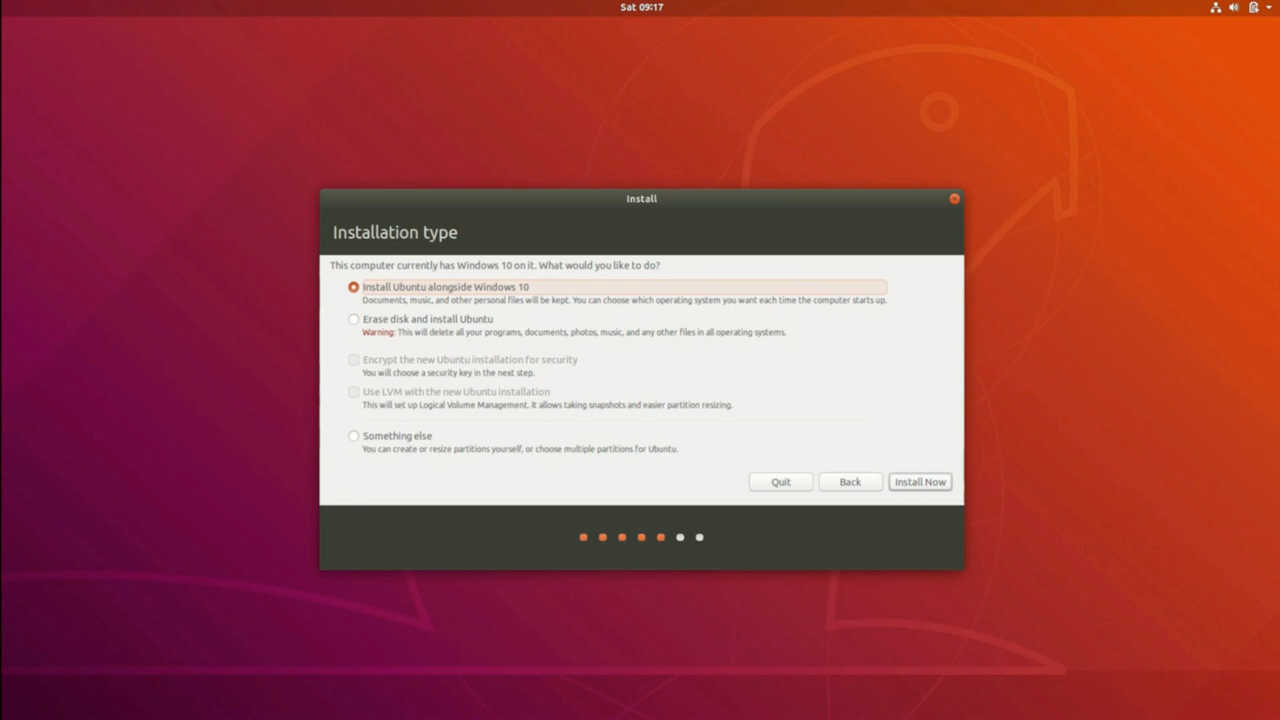 Sat 09:17
Install
Installation type
This computer currently has Windows 10 on it. What would you like to do?
Install Ubuntu alongside Windows 10
Documents, music, and other personal files will be kept. You can choose which operating system you want each time the computer starts up.
Erase disk and install Ubuntu
Warning: This will delete all your programs, documents, photos, music, and any other files in all operating systems.
Encrypt the new Ubuntu installation for security
You will choose a security key in the next step.
Use LVM with the new Ubuntu installation
This will set up Logical Volume Management. It allows taking snapshots and easier partition resizing.
Something else
You can create or resize partitions yourself, or choose multiple partitions for Ubuntu.
Quit Back Install Now